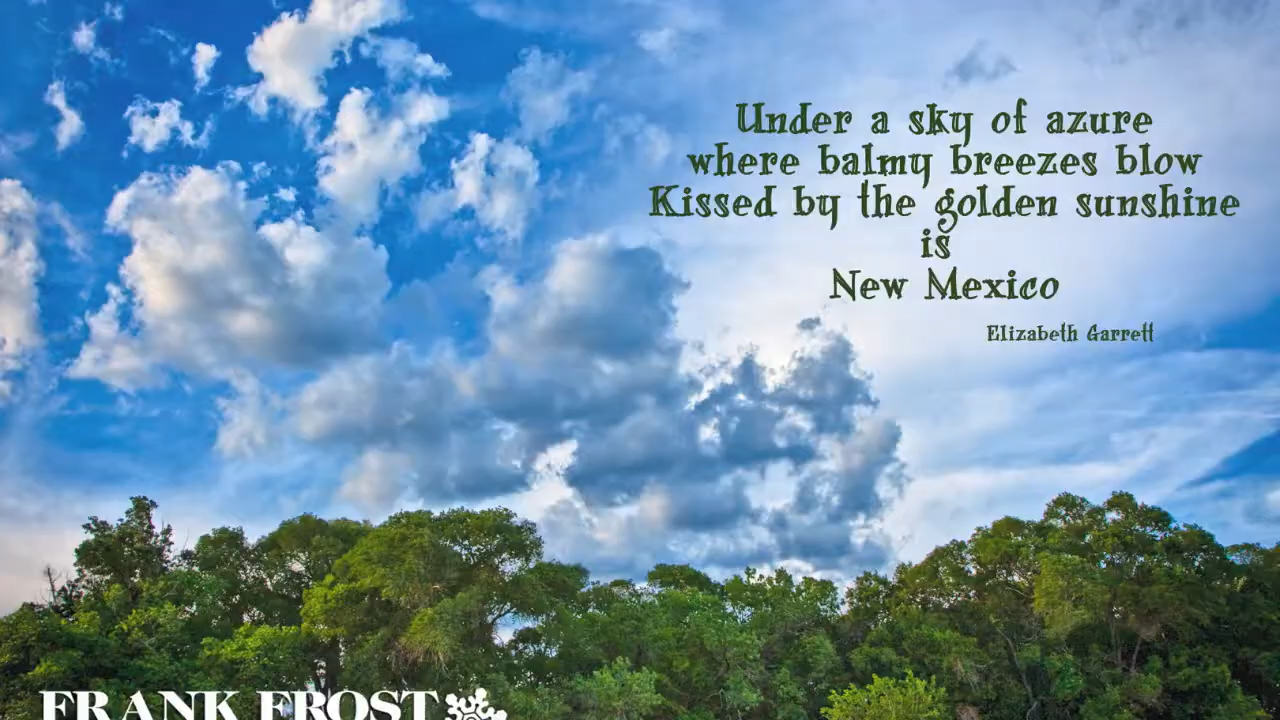 Under a sky of azure
where balmy breezes blow
Kissed by the golden sunshine
is
New Mexico
Elizabeth Garrett
FRANK FROST